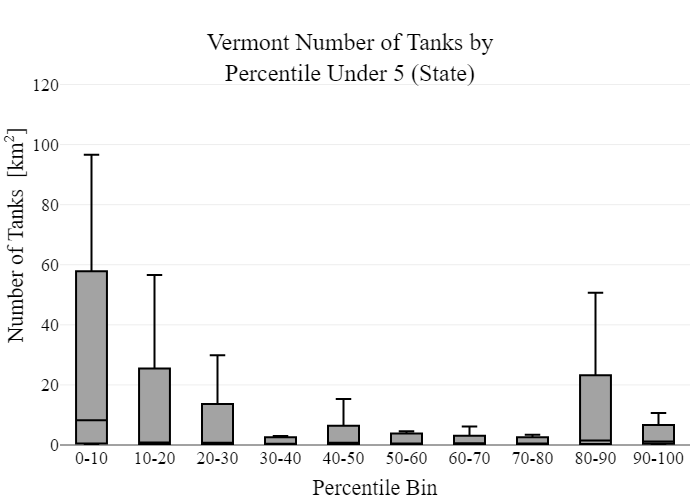 Vermont Number of Tanks by
Percentile Under 5 (State)
Number of Tanks [km²]
120
100
80
60
40
20
0
0-10 10-20 20-30 30-40 40-50 50-60 60-70 70-80 80-90 90-100
Percentile Bin